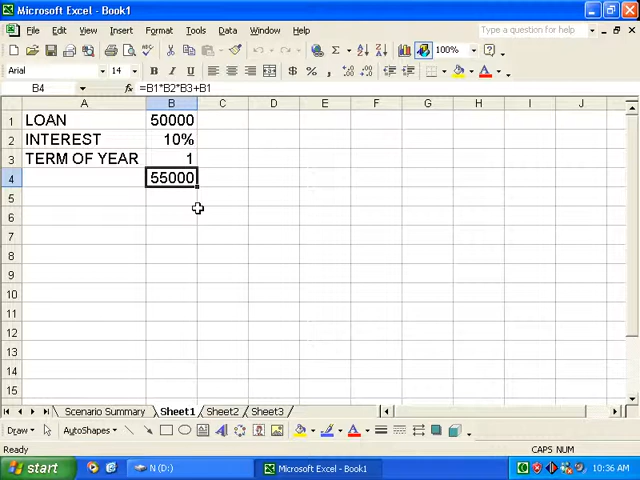 Microsoft Excel - Book1
File Edit View Insert Format Tools Data Window Help
Type a question for help
100%
Arial 14 B I U $ % ,
B4 =B1*B2*B3+B1
A B C D E F G H I J
1 LOAN 50000
2 INTEREST 10%
3 TERM OF YEAR 1
4 55000
5
6
7
8
9
10
11
12
13
14
15
Scenario Summary Sheet1 Sheet2 Sheet3
Draw AutoShapes
Ready CAPS NUM
start N (D:) Microsoft Excel - Book1 10:36 AM